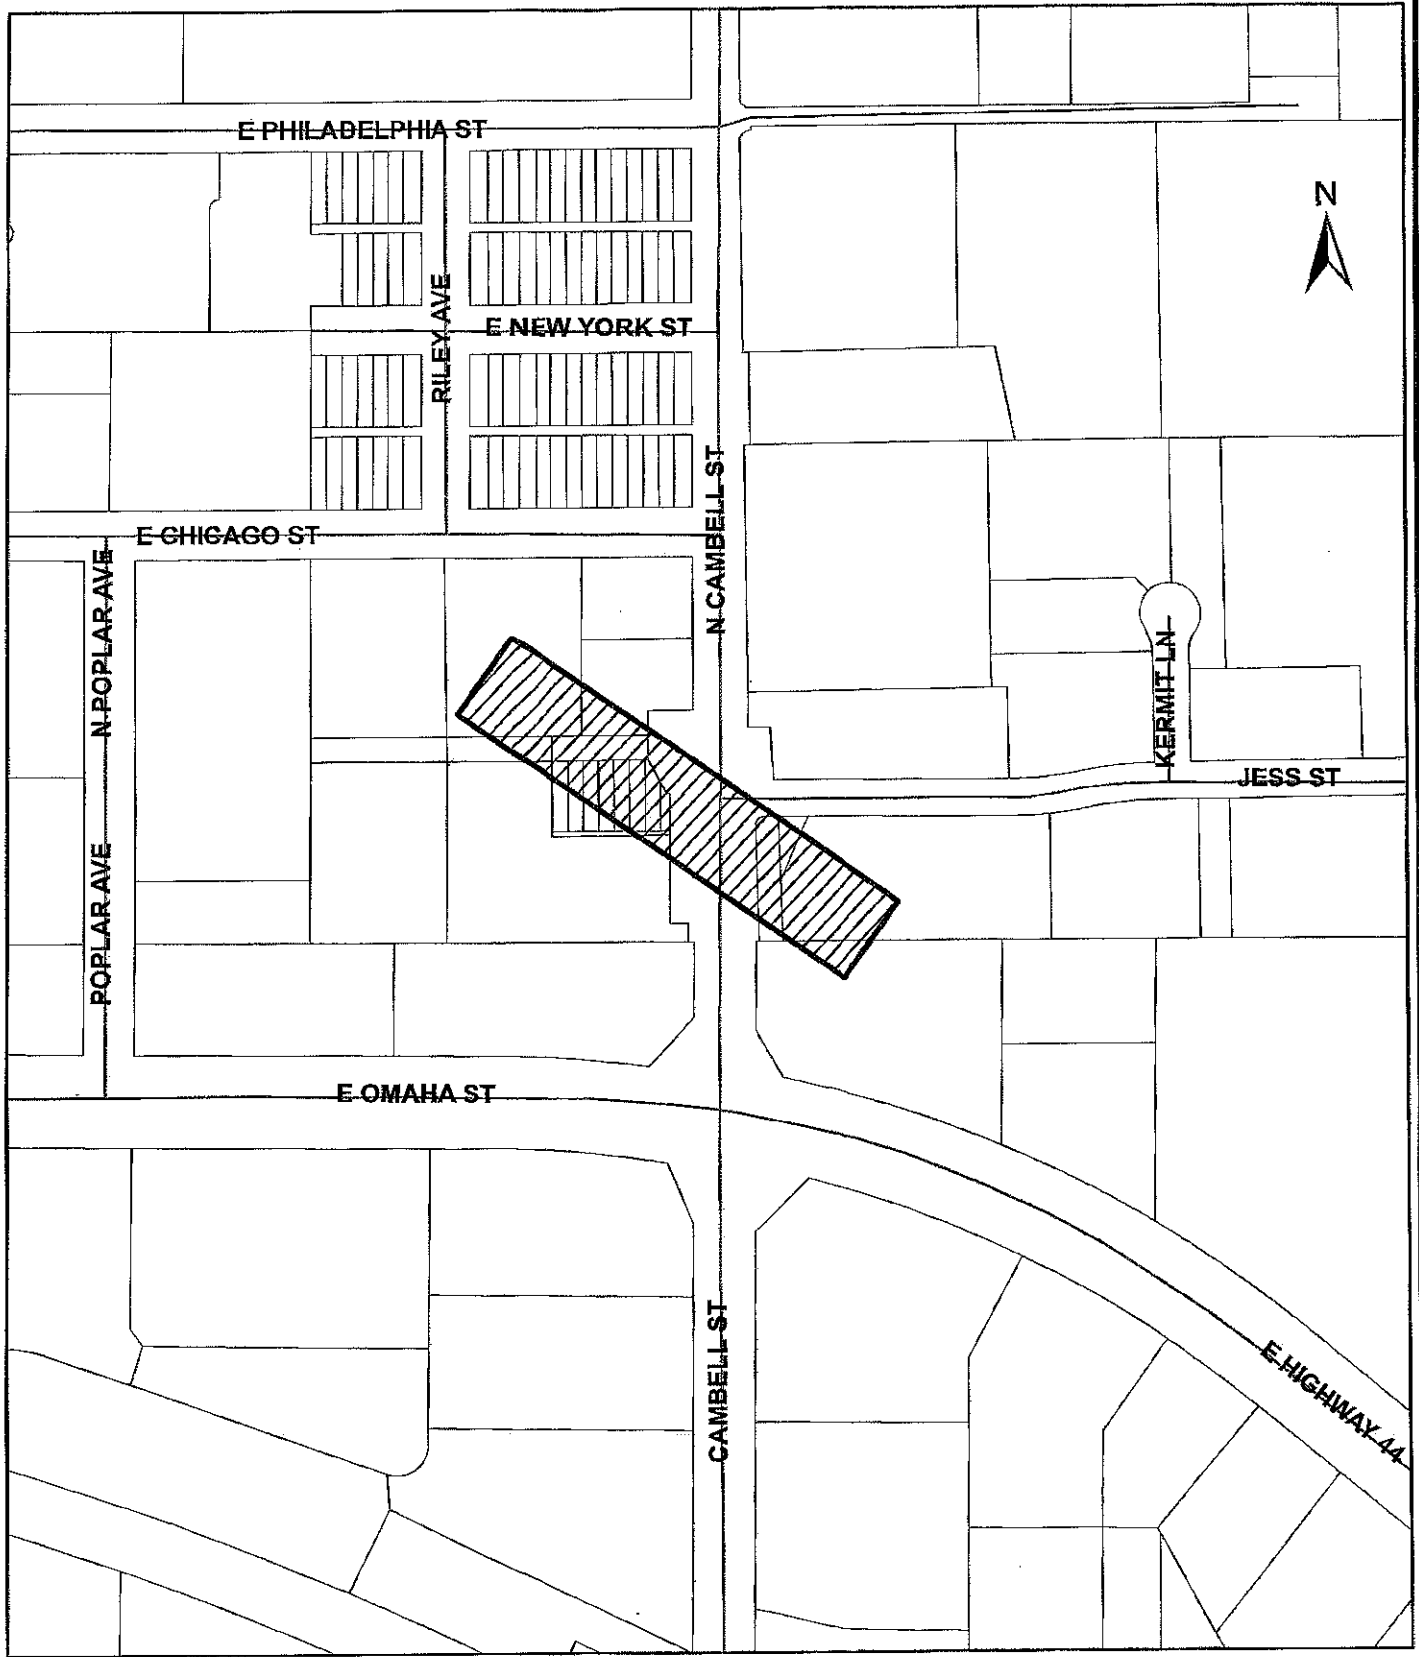 E PHILADELPHIA ST
N
RILEY AVE
E NEW YORK ST
N CAMBELL ST
E CHICAGO ST
N POPLAR AVE
KERMIT LN
JESS ST
POPLAR AVE
E OMAHA ST
CAMBELL ST
E HIGHWAY 44